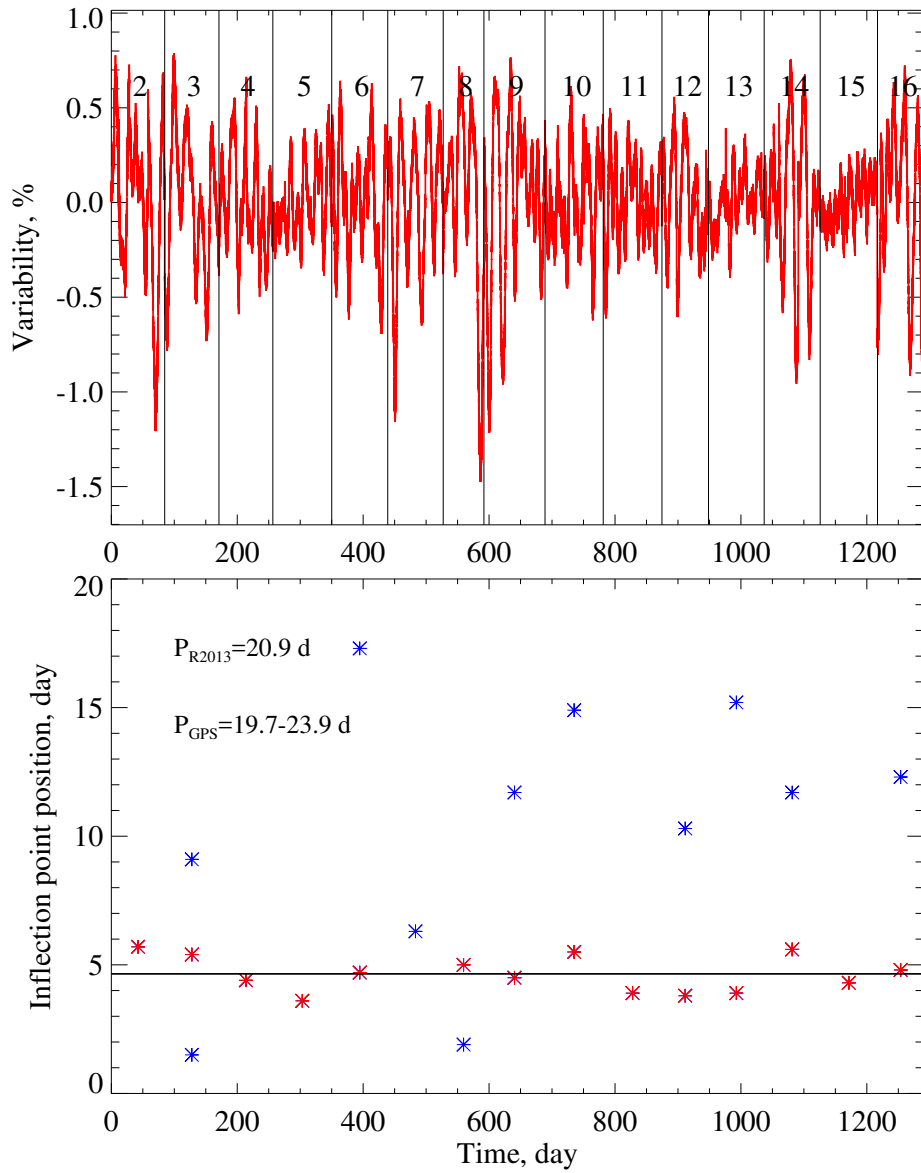 1.0
0.5
0.0
-0.5
-1.0
-1.5
Variability, %
2 3 4 5 6 7 8 9 10 11 12 13 14 15 16
0 200 400 600 800 1000 1200
20
15
10
5
0
Inflection point position, day
P_R2013=20.9 d
P_GPS=19.7-23.9 d
0 200 400 600 800 1000 1200
Time, day